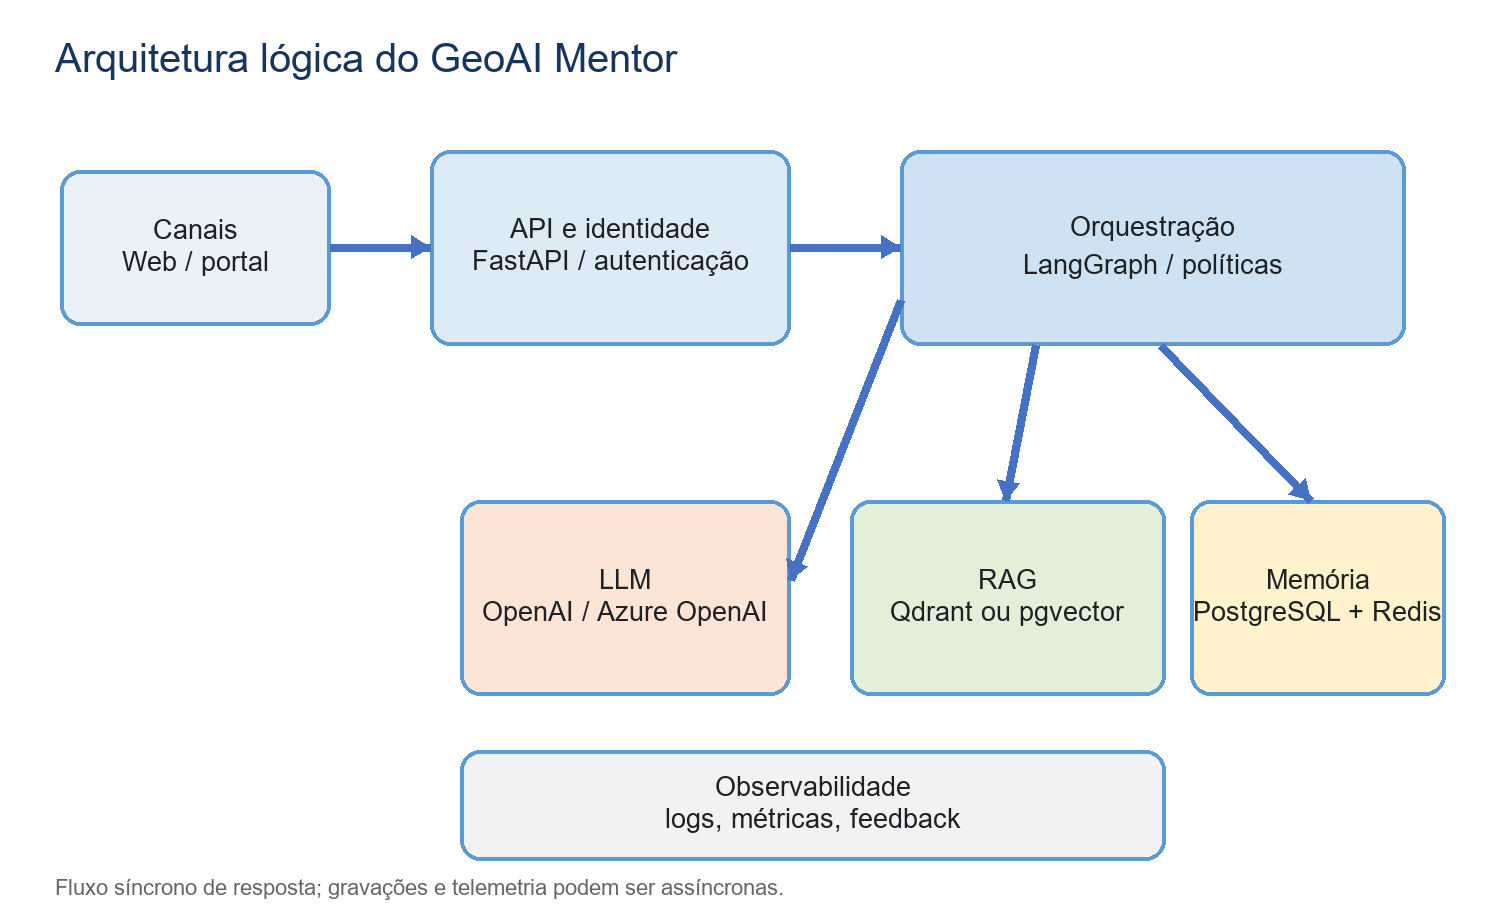 Arquitetura lógica do GeoAI Mentor
Canais
Web / portal
API e identidade
FastAPI / autenticação
Orquestração
LangGraph / políticas
LLM
OpenAI / Azure OpenAI
RAG
Qdrant ou pgvector
Memória
PostgreSQL + Redis
Observabilidade
logs, métricas, feedback
Fluxo síncrono de resposta; gravações e telemetria podem ser assíncronas.